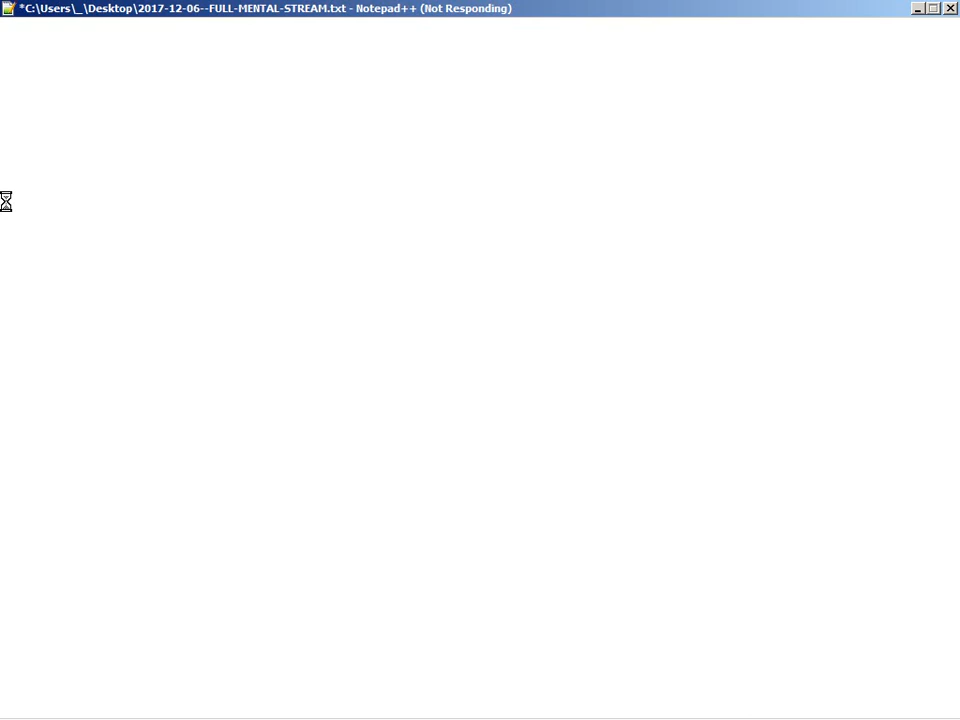 *C:\Users\_\Desktop\2017-12-06--FULL-MENTAL-STREAM.txt - Notepad++ (Not Responding)